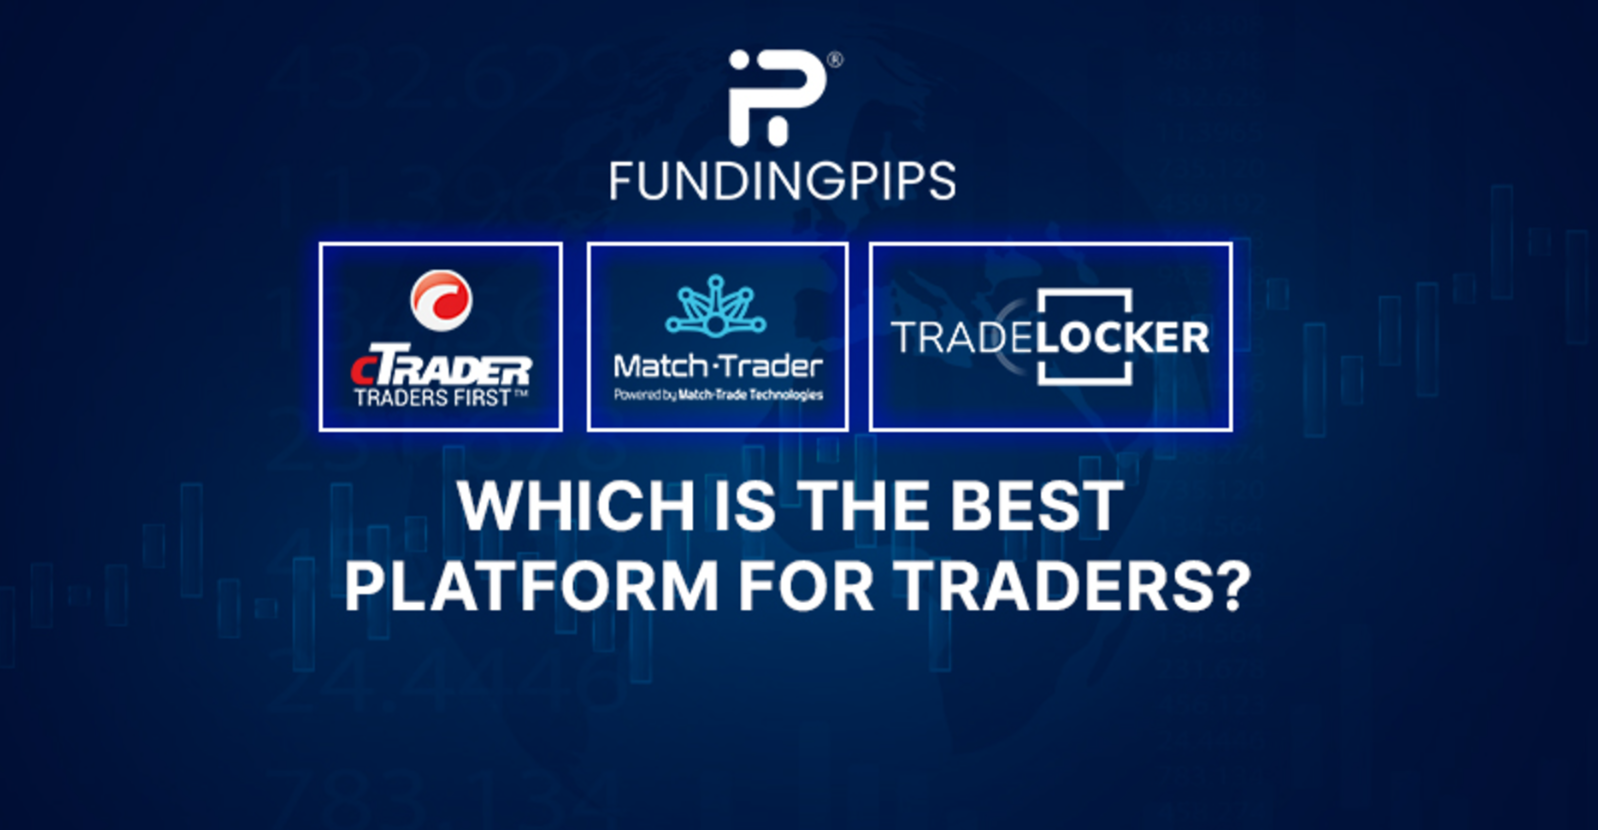 ®
FUNDINGPIPS
cTRADER
TRADERS FIRST™
Match-Trader
Powered by Match-Trade Technologies
TRADELOCKER
WHICH IS THE BEST
PLATFORM FOR TRADERS?